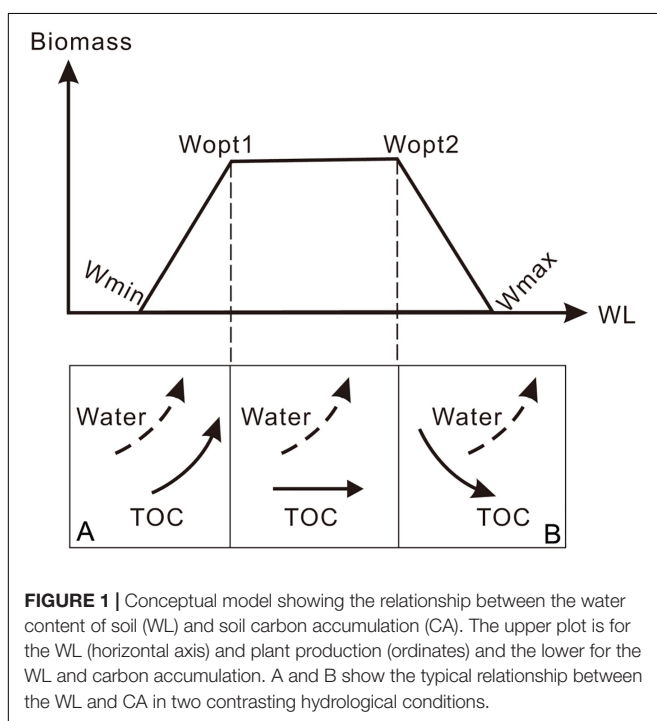 Biomass
Wopt1 Wopt2
Wmin Wmax
WL
Water Water Water
TOC TOC TOC
A B
FIGURE 1 | Conceptual model showing the relationship between the water
content of soil (WL) and soil carbon accumulation (CA). The upper plot is for
the WL (horizontal axis) and plant production (ordinates) and the lower for the
WL and carbon accumulation. A and B show the typical relationship between
the WL and CA in two contrasting hydrological conditions.